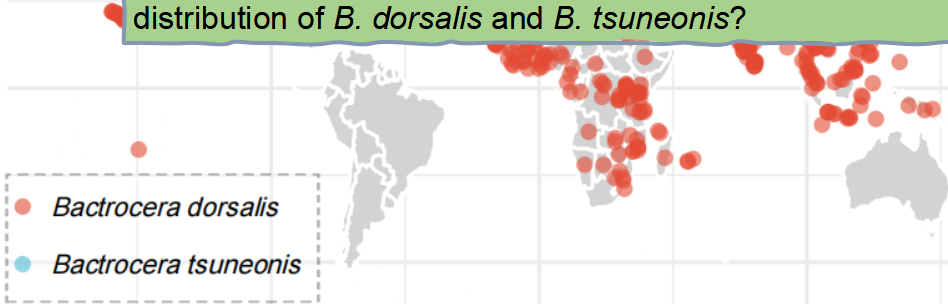 distribution of B. dorsalis and B. tsuneonis?
Bactrocera dorsalis
Bactrocera tsuneonis